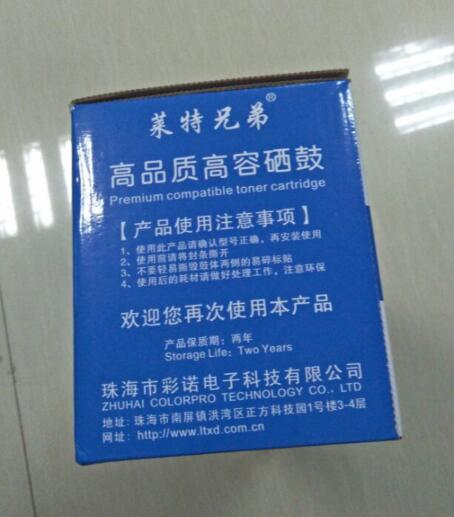 莱特兄弟®
高品质高容硒鼓
Premium compatible toner cartridge
【产品使用注意事项】
1、使用此产品请确认型号正确，再安装使用
2、使用前请将封条撕开
3、不要轻易撕毁鼓体两侧的易碎标贴
4、使用后的耗材请做好处理工作，注意环保
欢迎您再次使用本产品
产品保质期：两年
Storage Life：Two Years
珠海市彩诺电子科技有限公司
ZHUHAI COLORPRO TECHNOLOGY CO., LTD
地址：珠海市南屏镇洪湾区正方科技园1号楼3-4层
网址：http://www.ltxd.com.cn